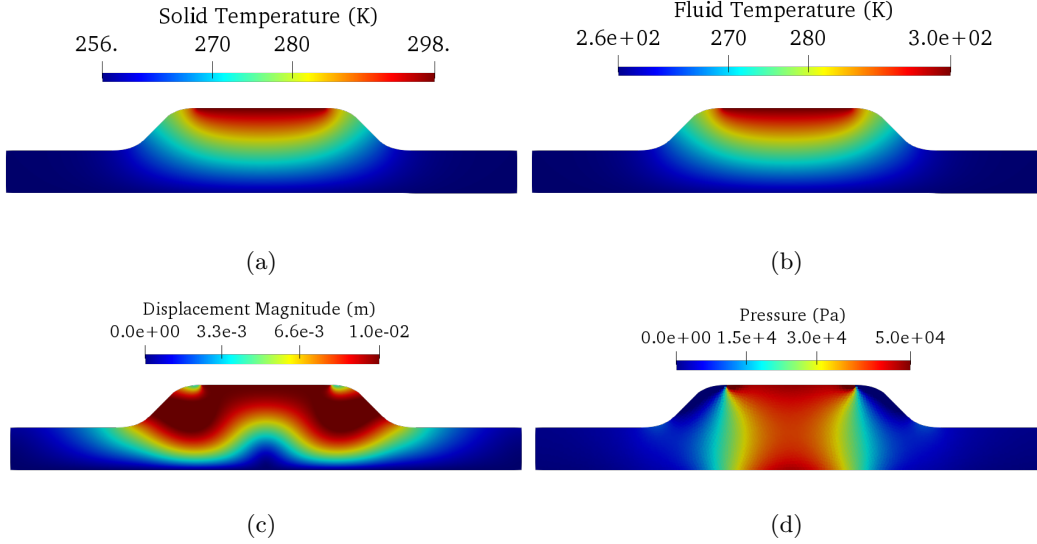 Solid Temperature (K)
256. 270 280 298.
(a)
Fluid Temperature (K)
2.6e+02 270 280 3.0e+02
(b)
Displacement Magnitude (m)
0.0e+00 3.3e-3 6.6e-3 1.0e-02
(c)
Pressure (Pa)
0.0e+00 1.5e+4 3.0e+4 5.0e+04
(d)